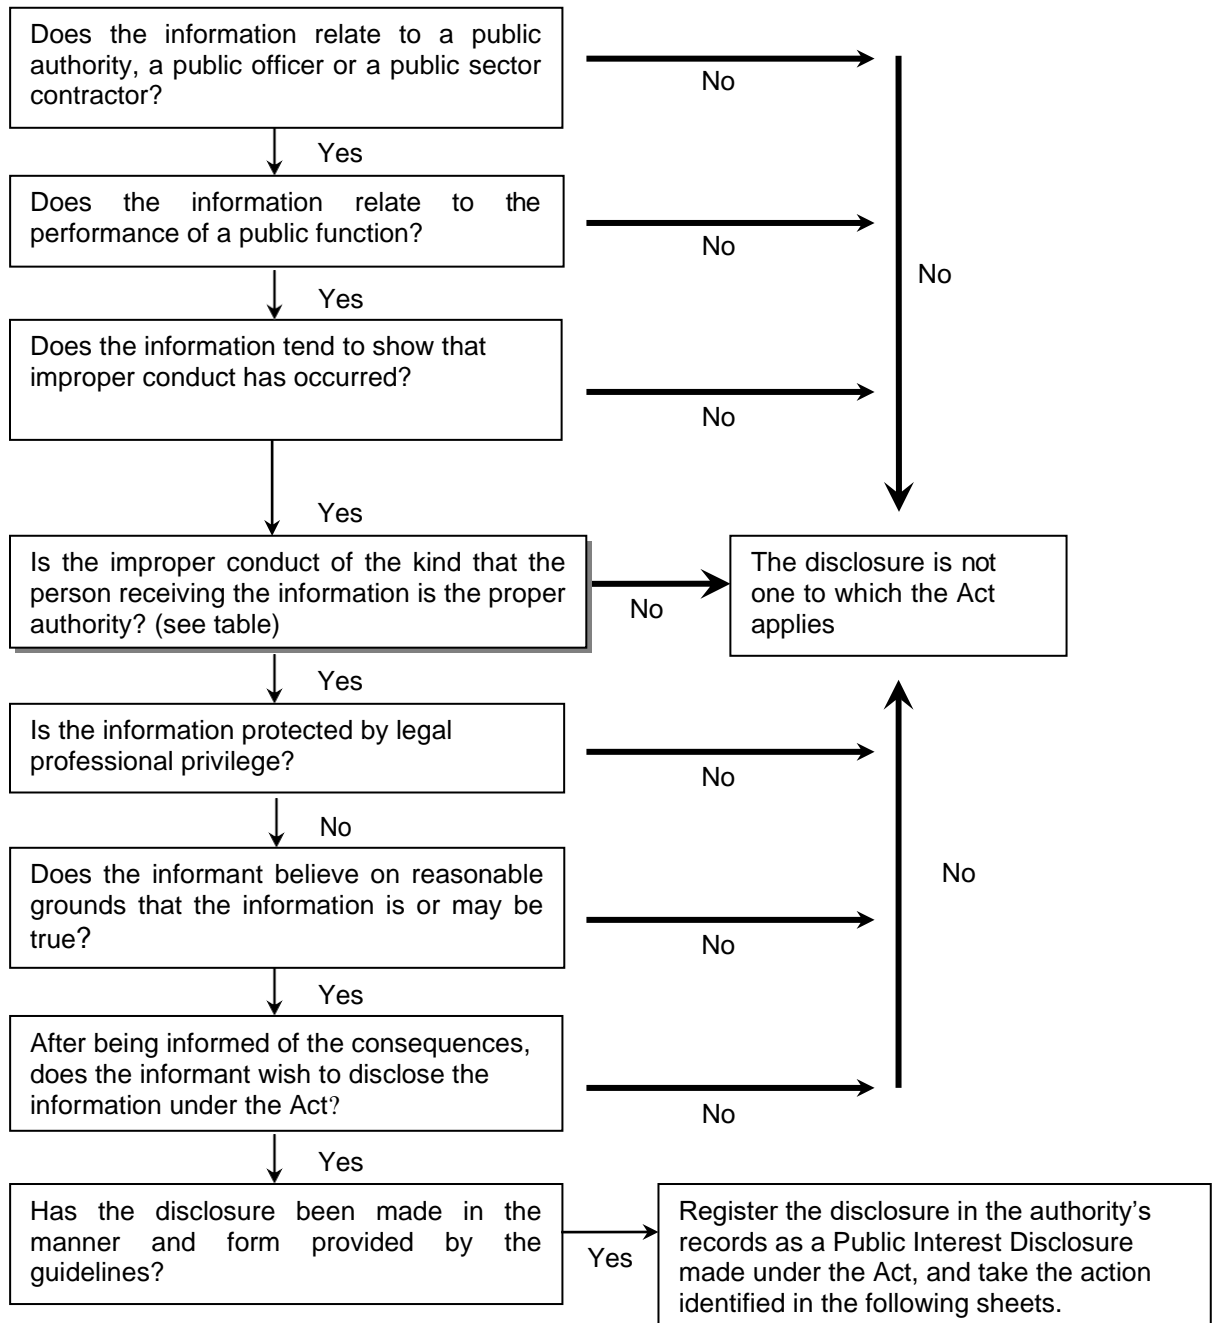 Does the information relate to a public
authority, a public officer or a public sector
contractor?
No
Yes
Does the information relate to the
performance of a public function?
No
No
Yes
Does the information tend to show that
improper conduct has occurred?
No
Yes
Is the improper conduct of the kind that the
person receiving the information is the proper
authority? (see table)
No
The disclosure is not
one to which the Act
applies
Yes
Is the information protected by legal
professional privilege?
No
No
Does the informant believe on reasonable
grounds that the information is or may be
true?
No
No
Yes
After being informed of the consequences,
does the informant wish to disclose the
information under the Act?
No
Yes
Has the disclosure been made in the
manner and form provided by the
guidelines?
Yes
Register the disclosure in the authority’s
records as a Public Interest Disclosure
made under the Act, and take the action
identified in the following sheets.